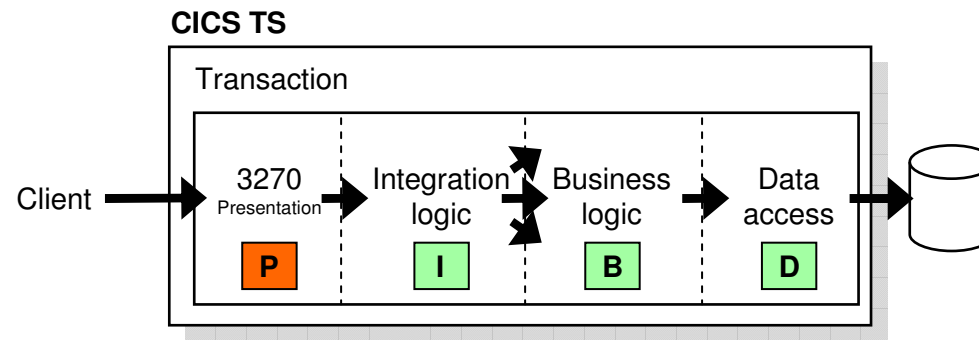 CICS TS
Transaction
Client
3270
Presentation
Integration
logic
Business
logic
Data
access
P
I
B
D